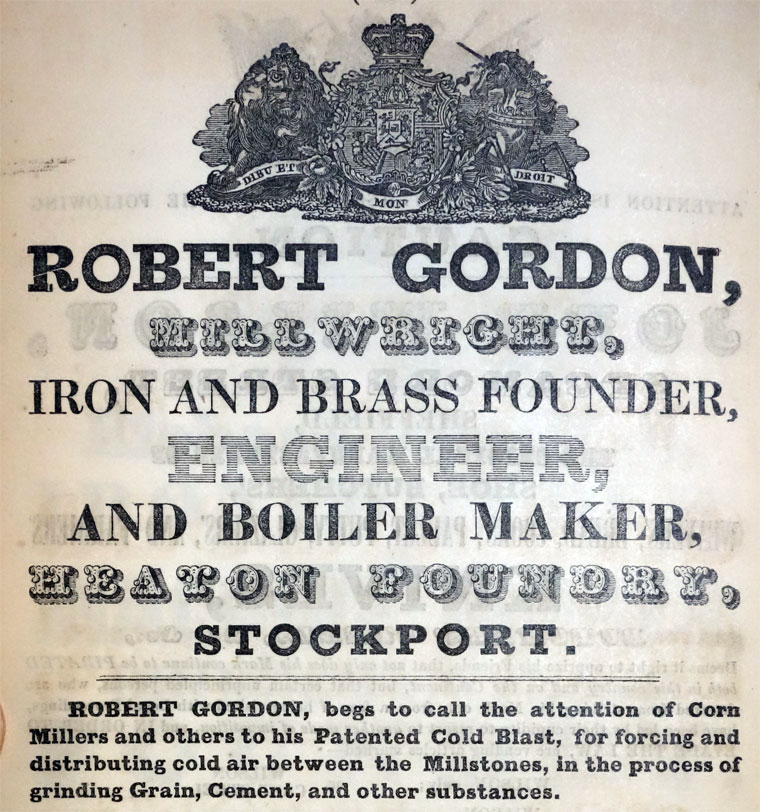 DIEU ET
MON
DROIT
ROBERT GORDON,
MILLWRIGHT,
IRON AND BRASS FOUNDER,
ENGINEER,
AND BOILER MAKER,
HEATON FOUNDRY,
STOCKPORT.
ROBERT GORDON, begs to call the attention of Corn
Millers and others to his Patented Cold Blast, for forcing and
distributing cold air between the Millstones, in the process of
grinding Grain, Cement, and other substances.